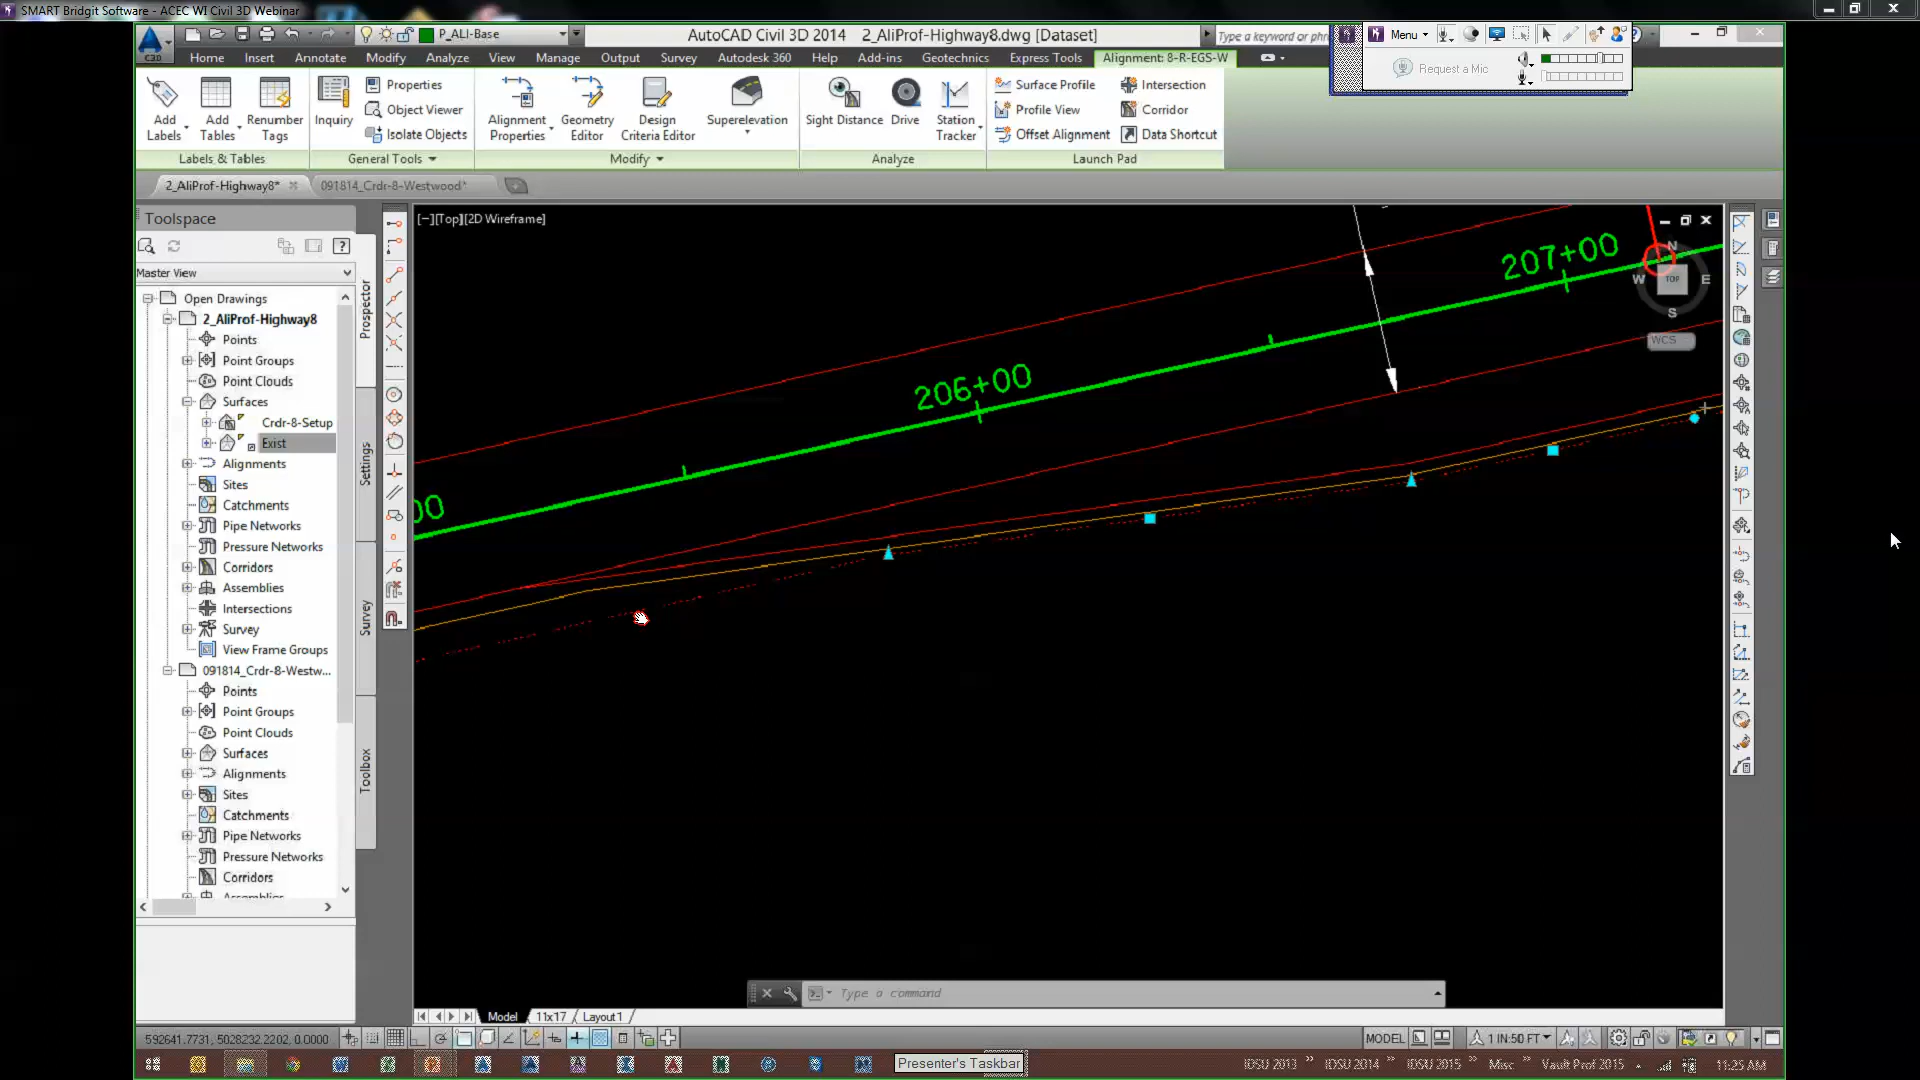 SMART Bridgit Software - ACEC WI Civil 3D Webinar
P_ALI-Base
AutoCAD Civil 3D 2014 2_AliProf-Highway8.dwg [Dataset]
Type a keyword or phr
Menu
Request a Mic
Home Insert Annotate Modify Analyze View Manage Output Survey Autodesk 360 Help Add-ins Geotechnics Express Tools Alignment: 8-R-EGS-W
Add Labels
Add Tables
Renumber Tags
Inquiry
Properties
Object Viewer
Isolate Objects
Alignment Properties
Geometry Editor
Design Criteria Editor
Superelevation
Sight Distance
Drive
Station Tracker
Surface Profile
Profile View
Offset Alignment
Intersection
Corridor
Data Shortcut
Labels & Tables General Tools Modify Analyze Launch Pad
2_AliProf-Highway8* 091814_Crdr-8-Westwood*
Toolspace
Master View
Open Drawings
2_AliProf-Highway8
Points
Point Groups
Point Clouds
Surfaces
Crdr-8-Setup
Exist
Alignments
Sites
Catchments
Pipe Networks
Pressure Networks
Corridors
Assemblies
Intersections
Survey
View Frame Groups
091814_Crdr-8-Westw...
Points
Point Groups
Point Clouds
Surfaces
Alignments
Sites
Catchments
Pipe Networks
Pressure Networks
Corridors
Assemblies
Prospector
Settings
Survey
Toolbox
[−][Top][2D Wireframe]
00
206+00
207+00
N
W TOP E
S
WCS
Type a command
Model 11x17 Layout1
592641.7731, 5028232.2202, 0.0000
MODEL
1 IN:50 FT
Presenter's Taskbar
IDSU 2013 IDSU 2014 IDSU 2015 Misc Vault Prof 2015 11:25 AM